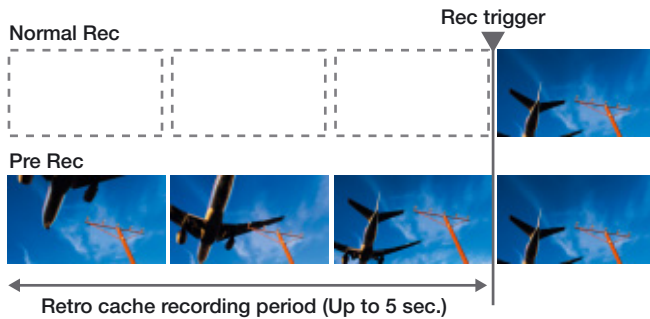 Rec trigger
Normal Rec
Pre Rec
Retro cache recording period (Up to 5 sec.)